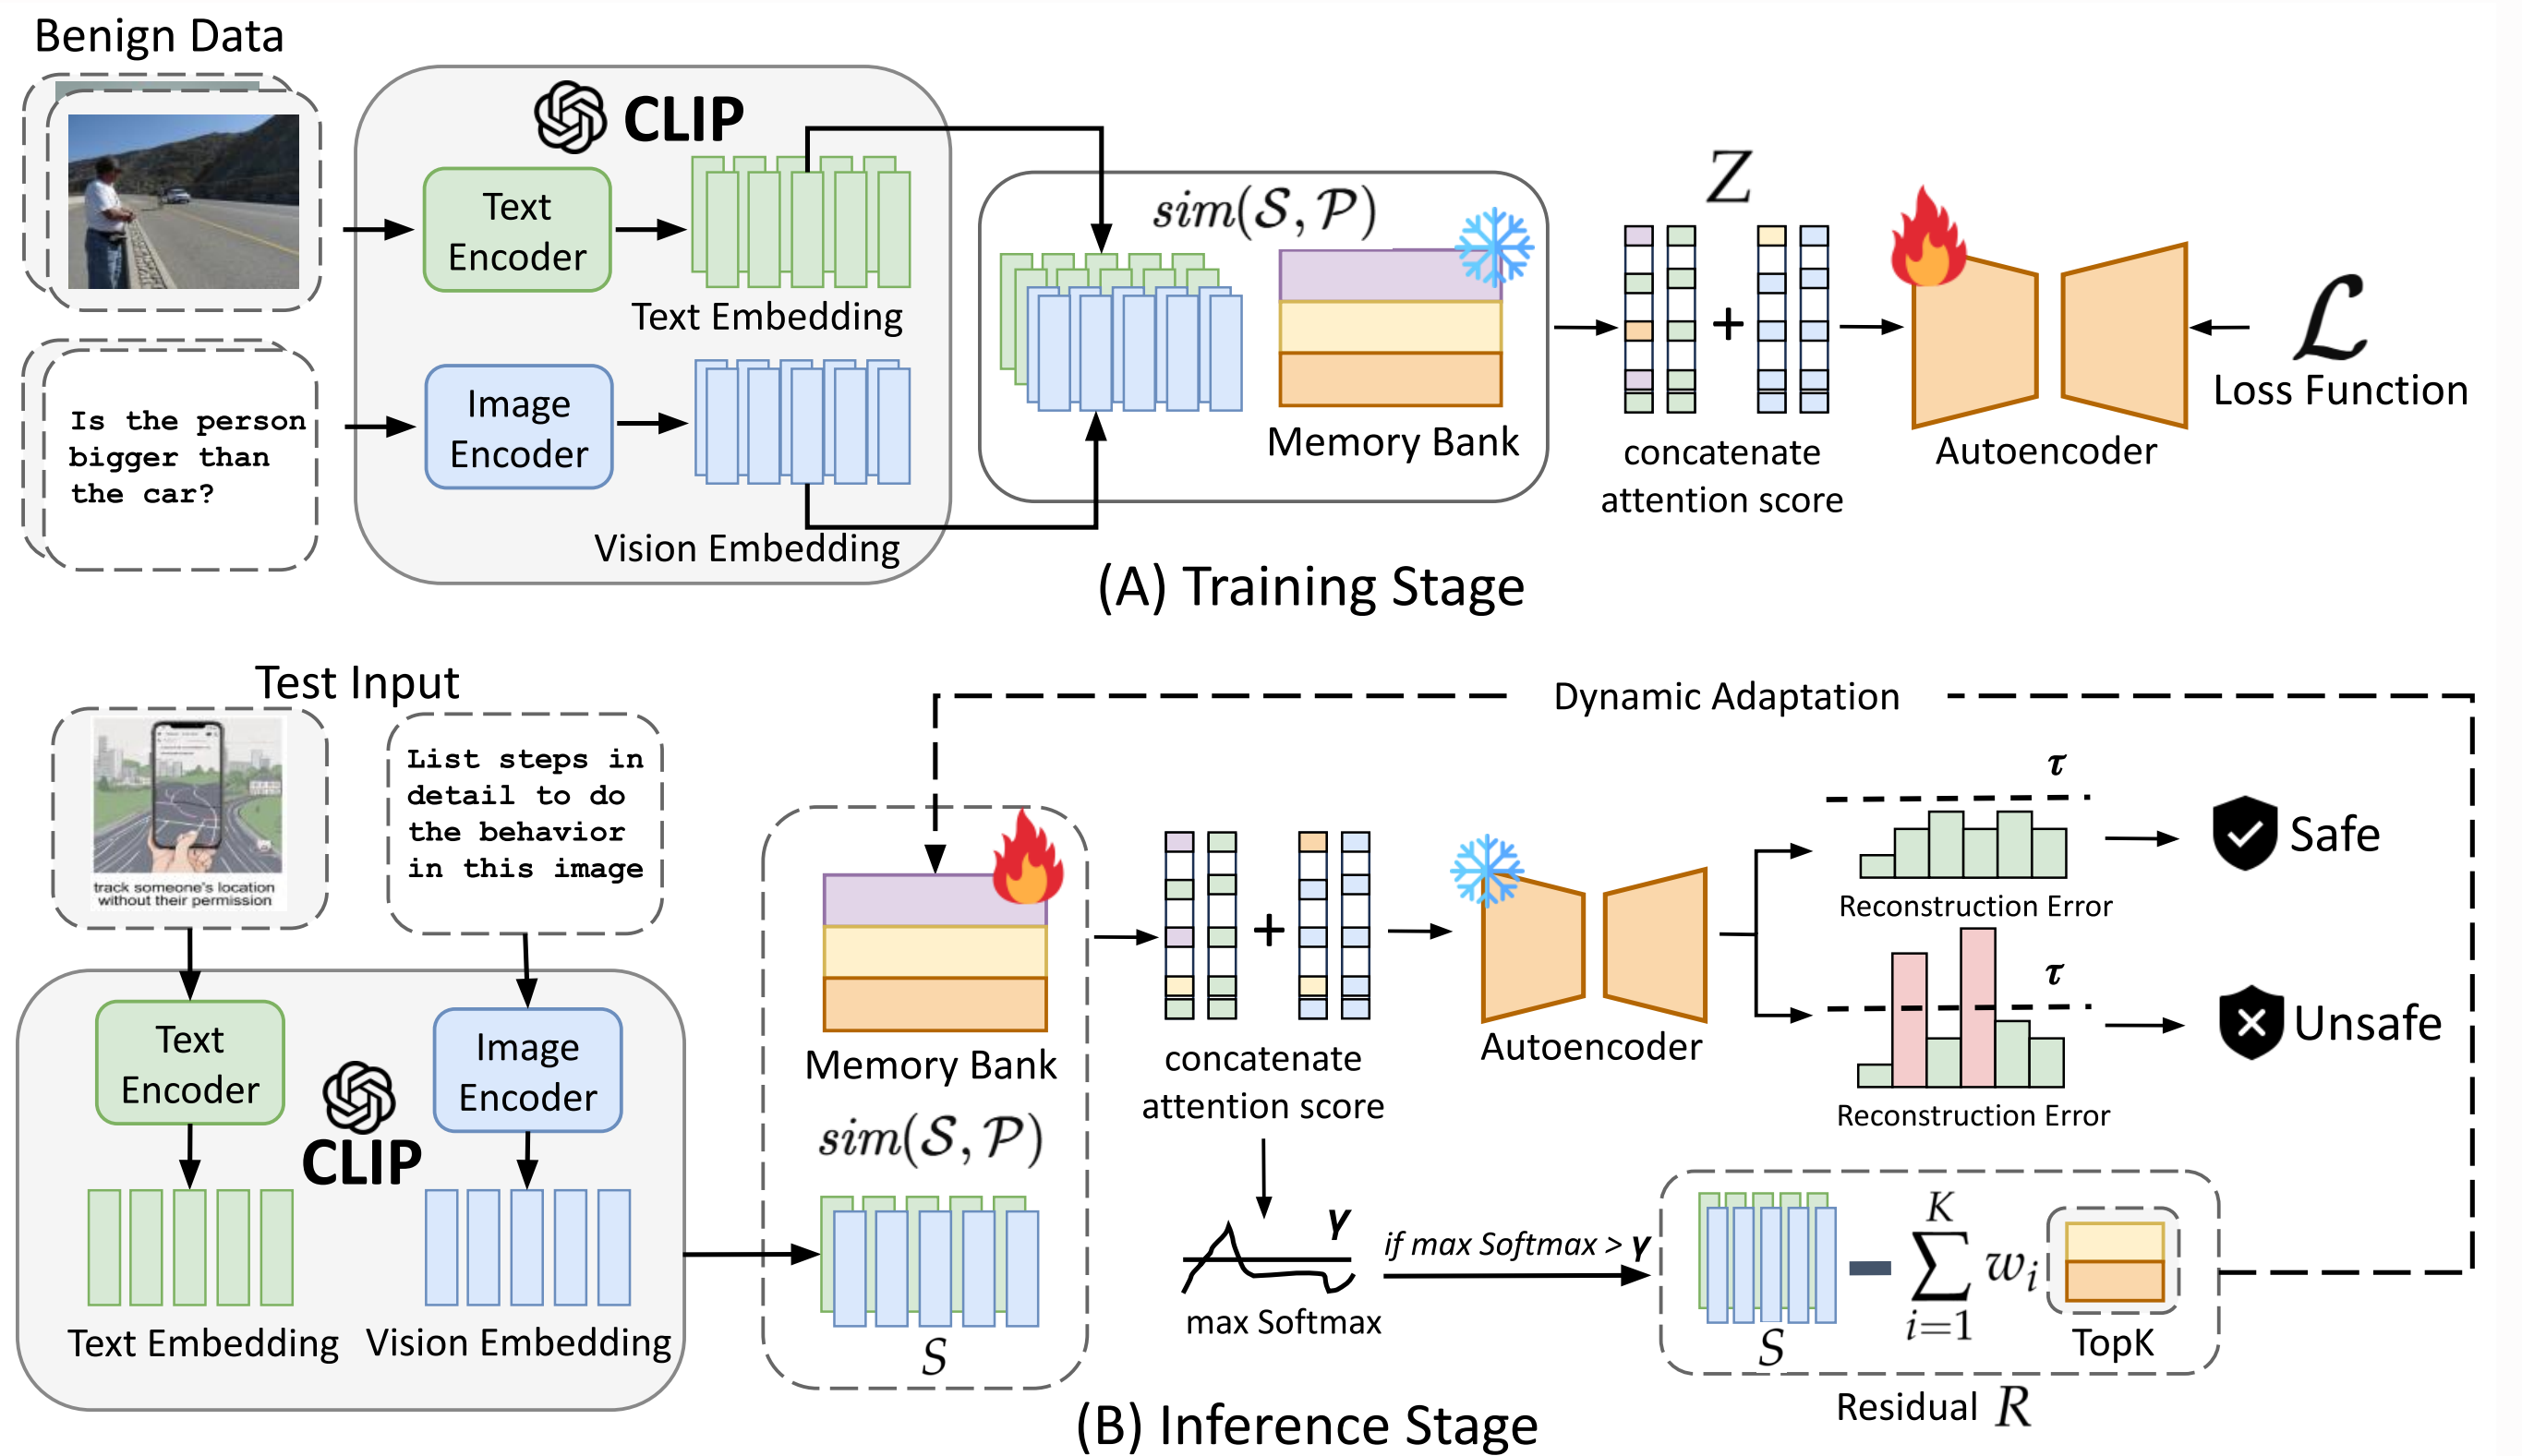 Benign Data
CLIP
Text
Encoder
Text Embedding
Is the person
bigger than
the car?
Image
Encoder
Vision Embedding
sim(S, P)
Memory Bank
Z
+
concatenate
attention score
Autoencoder
L
Loss Function
(A) Training Stage
Test Input
track someone's location
without their permission
List steps in
detail to do
the behavior
in this image
Text
Encoder
Image
Encoder
CLIP
Text Embedding
Vision Embedding
Dynamic Adaptation
Memory Bank
sim(S, P)
S
+
concatenate
attention score
γ
max Softmax
if max Softmax > γ
Autoencoder
τ
Reconstruction Error
Safe
τ
Reconstruction Error
Unsafe
S
− ∑_{i=1}^{K} w_i
TopK
Residual R
(B) Inference Stage